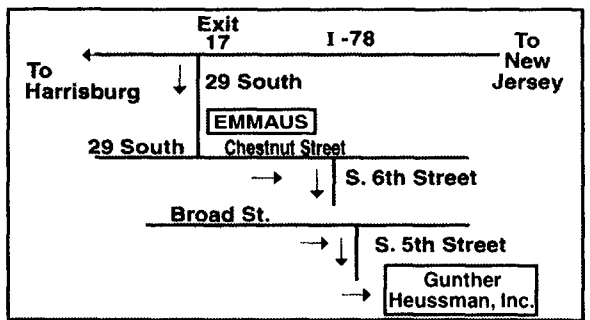 Exit
17
I-78
To
New
Jersey
To
Harrisburg
29 South
EMMAUS
29 South
Chestnut Street
S. 6th Street
Broad St.
S. 5th Street
Gunther
Heussman, Inc.